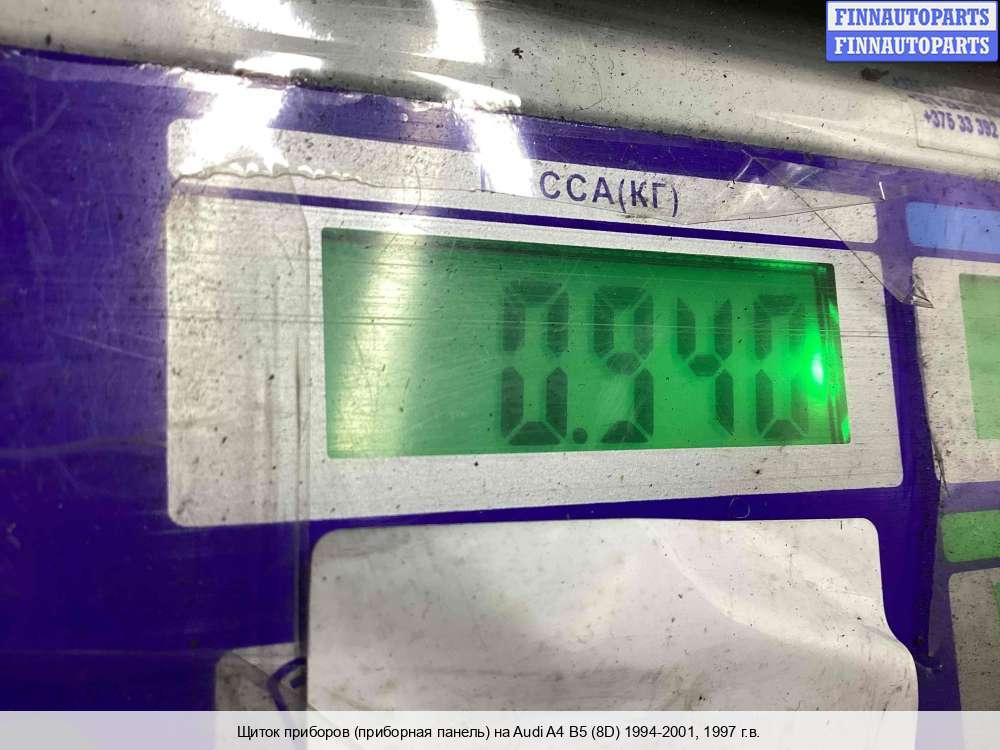 FINNAUTOPARTS
FINNAUTOPARTS
+375 33 392
ССА(КГ)
0.940
Щиток приборов (приборная панель) на Audi A4 B5 (8D) 1994-2001, 1997 г.в.